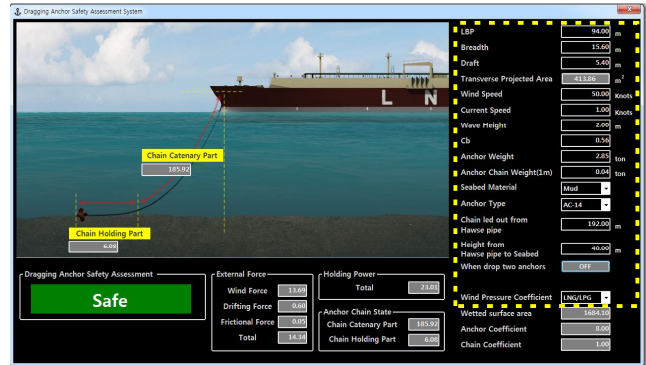 Dragging Anchor Safety Assessment System
L N
Chain Catenary Part
185.92
Chain Holding Part
6.08
LBP 94.00 m
Breadth 15.60 m
Draft 5.40 m
Transverse Projected Area 413.86 m²
Wind Speed 50.00 Knots
Current Speed 1.00 Knots
Wave Height 2.00 m
Cb 0.56
Anchor Weight 2.85 ton
Anchor Chain Weight(1m) 0.04 ton
Seabed Material Mud
Anchor Type AC-14
Chain led out from
Hawse pipe 192.00 m
Height from
Hawse pipe to Seabed 40.00 m
When drop two anchors OFF
Wind Pressure Coefficient LNG/LPG
Wetted surface area 1684.10
Anchor Coefficient 8.00
Chain Coefficient 1.00
Dragging Anchor Safety Assessment
Safe
External Force
Wind Force 13.69
Drifting Force 0.60
Frictional Force 0.05
Total 14.34
Holding Power
Total 23.01
Anchor Chain State
Chain Catenary Part 185.92
Chain Holding Part 6.08